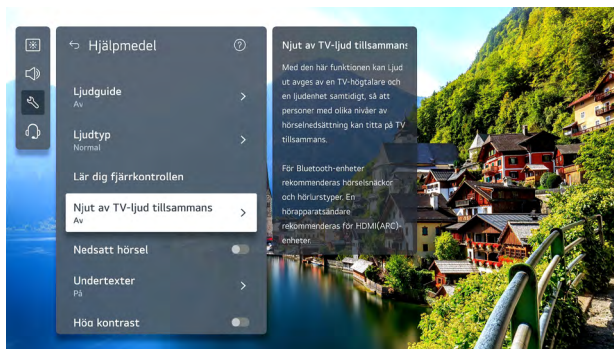 Hjälpmedel
Ljudguide
Av
Ljudtyp
Normal
Lär dig fjärrkontrollen
Njut av TV-ljud tillsammans
Av
Nedsatt hörsel
Undertexter
På
Hög kontrast
Njut av TV-ljud tillsammans
Med den här funktionen kan Ljud
ut avges av en TV-högtalare och
en ljudenhet samtidigt, så att
personer med olika nivåer av
hörselnedsättning kan titta på TV
tillsammans.
För Bluetooth-enheter
rekommenderas hörselsnäckor
och hörlurstyper. En
hörapparatsändare
rekommenderas för HDMI(ARC)-
enheter.